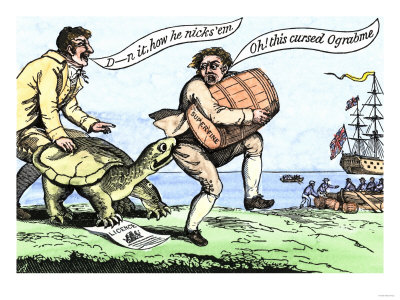 D—n it, how he nicks 'em.
Oh! this cursed Ograbme
SUPERFINE
LICENSE